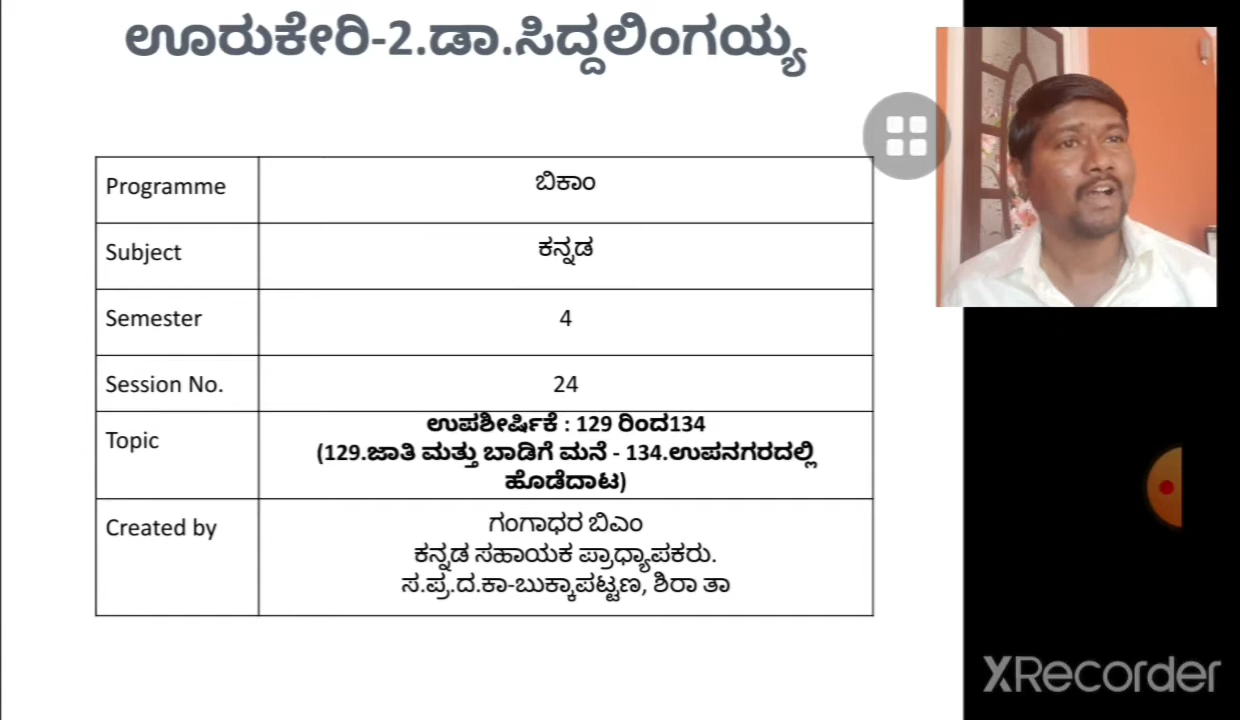 ಊರುಕೇರಿ-2.ಡಾ.ಸಿದ್ದಲಿಂಗಯ್ಯ
Programme ಬಿಕಾಂ
Subject ಕನ್ನಡ
Semester 4
Session No. 24
Topic ಉಪಶೀರ್ಷಿಕೆ : 129 ರಿಂದ134
(129.ಜಾತಿ ಮತ್ತು ಬಾಡಿಗೆ ಮನೆ - 134.ಉಪನಗರದಲ್ಲಿ
ಹೊಡೆದಾಟ)
Created by ಗಂಗಾಧರ ಬಿಎಂ
ಕನ್ನಡ ಸಹಾಯಕ ಪ್ರಾಧ್ಯಾಪಕರು.
ಸ.ಪ್ರ.ದ.ಕಾ-ಬುಕ್ಕಾಪಟ್ಟಣ, ಶಿರಾ ತಾ
XRecorder